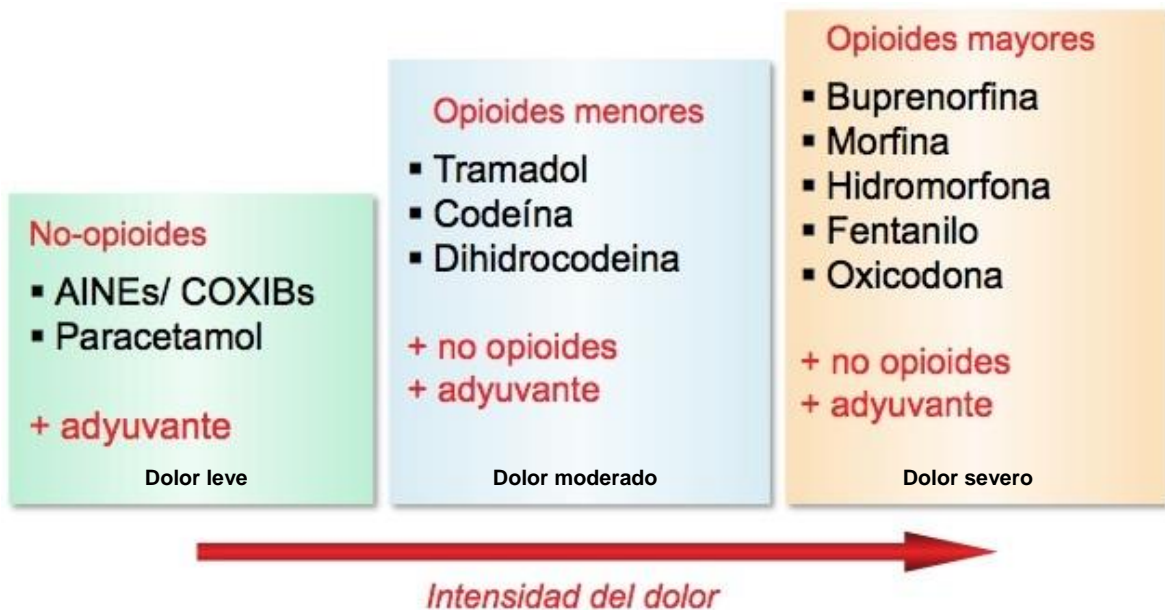 No-opioides
▪ AINEs/ COXIBs
▪ Paracetamol
+ adyuvante
Dolor leve
Opioides menores
▪ Tramadol
▪ Codeína
▪ Dihidrocodeina
+ no opioides
+ adyuvante
Dolor moderado
Opioides mayores
▪ Buprenorfina
▪ Morfina
▪ Hidromorfona
▪ Fentanilo
▪ Oxicodona
+ no opioides
+ adyuvante
Dolor severo
Intensidad del dolor